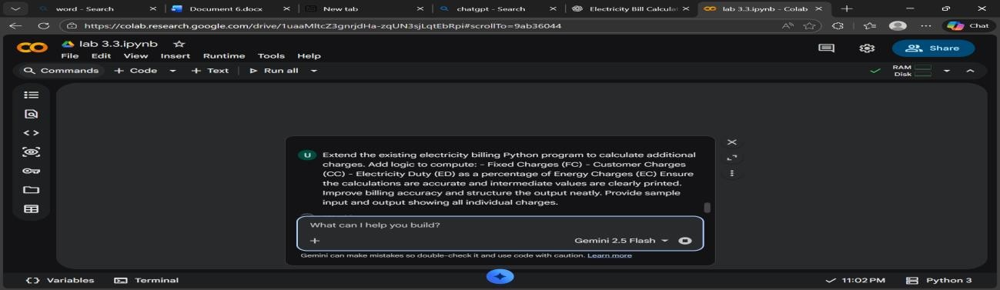 word - Search
Document 6.docx
New tab
chatgpt - Search
Electricity Bill Calculat
lab 3.3.ipynb - Colab
https://colab.research.google.com/drive/1uaaMltcZ3gnrjdHa-zqUN3sjLqtEbRpi#scrollTo=9ab36044
Chat
lab 3.3.ipynb
File Edit View Insert Runtime Tools Help
Share
Commands + Code + Text Run all
RAM
Disk
U
Extend the existing electricity billing Python program to calculate additional
charges. Add logic to compute: - Fixed Charges (FC) - Customer Charges
(CC) - Electricity Duty (ED) as a percentage of Energy Charges (EC) Ensure
the calculations are accurate and intermediate values are clearly printed.
Improve billing accuracy and structure the output neatly. Provide sample
input and output showing all individual charges.
What can I help you build?
Gemini 2.5 Flash
Gemini can make mistakes so double-check it and use code with caution. Learn more
Variables Terminal
11:02 PM Python 3